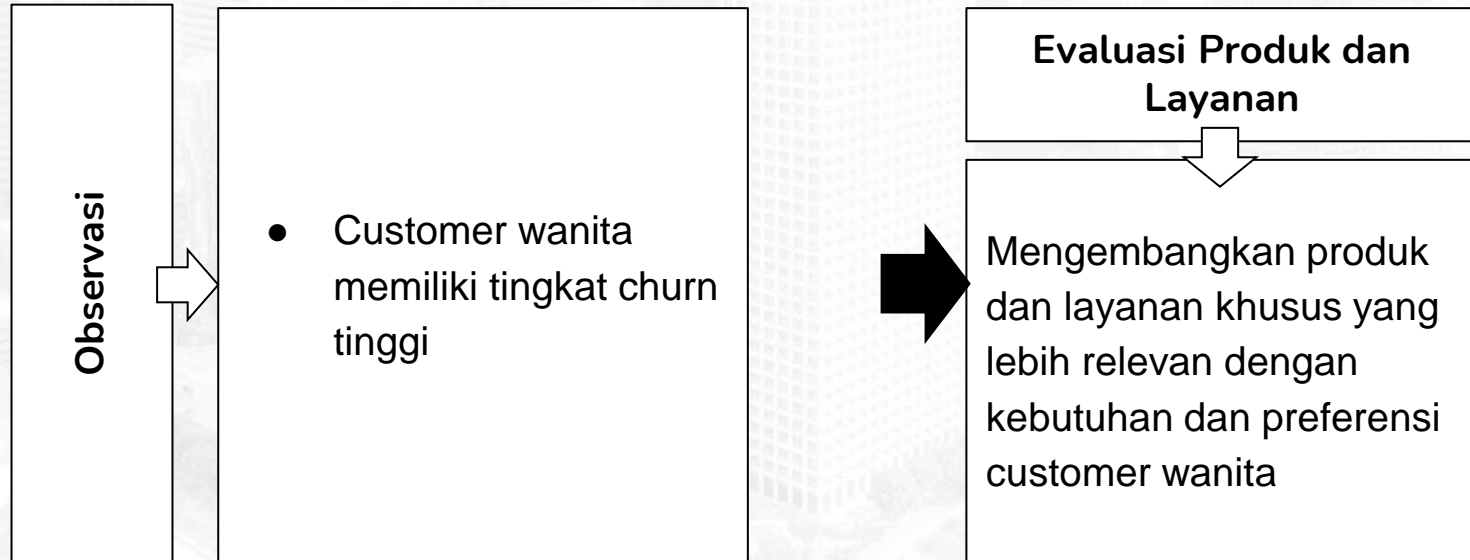 Observasi
● Customer wanita
memiliki tingkat churn
tinggi
Evaluasi Produk dan
Layanan
Mengembangkan produk
dan layanan khusus yang
lebih relevan dengan
kebutuhan dan preferensi
customer wanita